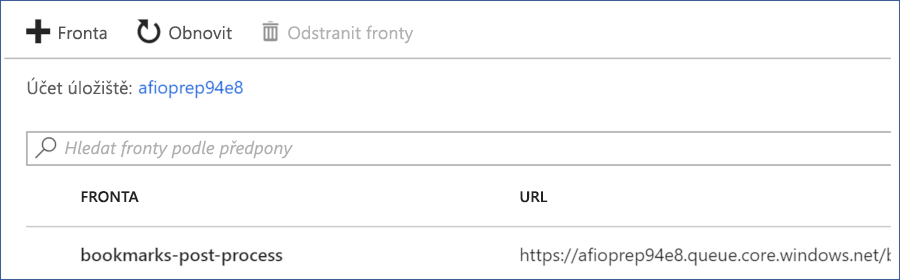 Fronta Obnovit Odstranit fronty
Účet úložiště: afioprep94e8
Hledat fronty podle předpony
FRONTA URL
bookmarks-post-process https://afioprep94e8.queue.core.windows.net/b